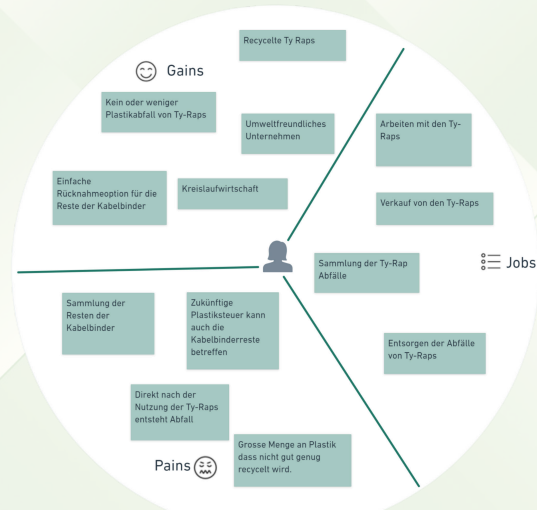 Recycelte Ty Raps
Gains
Kein oder weniger
Plastikabfall von Ty-Raps
Umweltfreundliches
Unternehmen
Einfache
Rücknahmeoption für die
Reste der Kabelbinder
Kreislaufwirtschaft
Arbeiten mit den Ty-
Raps
Verkauf von den Ty-Raps
Jobs
Sammlung der Ty-Rap
Abfälle
Entsorgen der Abfälle
von Ty-Raps
Sammlung der
Resten der
Kabelbinder
Zukünftige
Plastiksteuer kann
auch die
Kabelbinderreste
betreffen
Direkt nach der
Nutzung der Ty-Raps
entsteht Abfall
Grosse Menge an Plastik
dass nicht gut genug
recycelt wird.
Pains